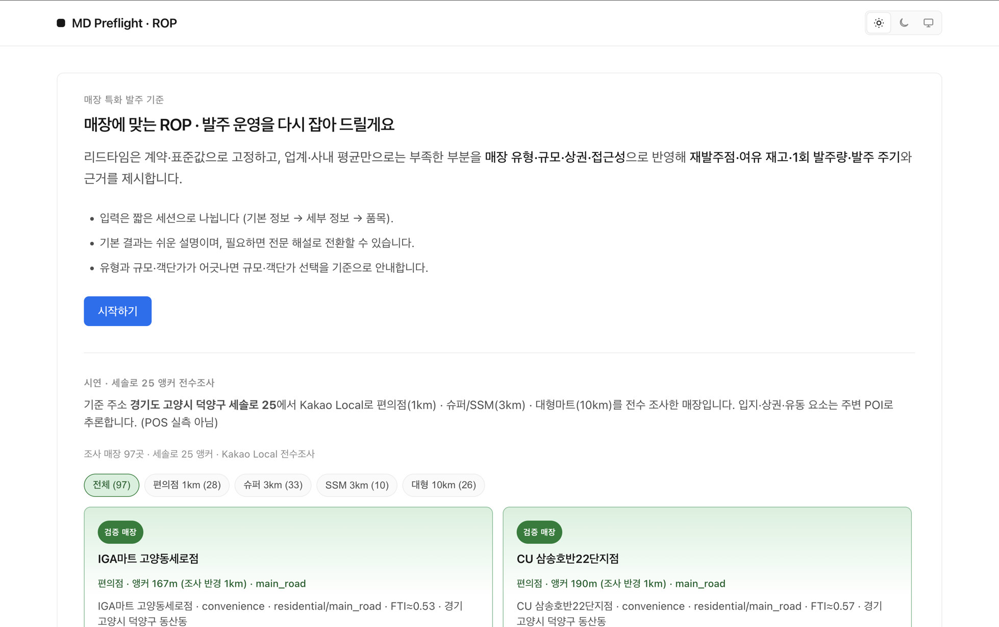 MD Preflight · ROP
매장 특화 발주 기준
매장에 맞는 ROP · 발주 운영을 다시 잡아 드릴게요
리드타임은 계약·표준값으로 고정하고, 업계·사내 평균만으로는 부족한 부분을 매장 유형·규모·상권·접근성으로 반영해 재발주점·여유 재고·1회 발주량·발주 주기와
근거를 제시합니다.
• 입력은 짧은 세션으로 나뉩니다 (기본 정보 → 세부 정보 → 품목).
• 기본 결과는 쉬운 설명이며, 필요하면 전문 해설로 전환할 수 있습니다.
• 유형과 규모·객단가가 어긋나면 규모·객단가 선택을 기준으로 안내합니다.
시작하기
시연 · 세솔로 25 앵커 전수조사
기준 주소 경기도 고양시 덕양구 세솔로 25에서 Kakao Local로 편의점(1km) · 슈퍼/SSM(3km) · 대형마트(10km)를 전수 조사한 매장입니다. 입지·상권·유동 요소는 주변 POI로
추론합니다. (POS 실측 아님)
조사 매장 97곳 · 세솔로 25 앵커 · Kakao Local 전수조사
전체 (97) 편의점 1km (28) 슈퍼 3km (33) SSM 3km (10) 대형 10km (26)
검증 매장
IGA마트 고양동세로점
편의점 · 앵커 167m (조사 반경 1km) · main_road
IGA마트 고양동세로점 · convenience · residential/main_road · FTI≈0.53 · 경기
고양시 덕양구 동산동
검증 매장
CU 삼송호반22단지점
편의점 · 앵커 190m (조사 반경 1km) · main_road
CU 삼송호반22단지점 · convenience · residential/main_road · FTI≈0.57 · 경기
고양시 덕양구 동산동